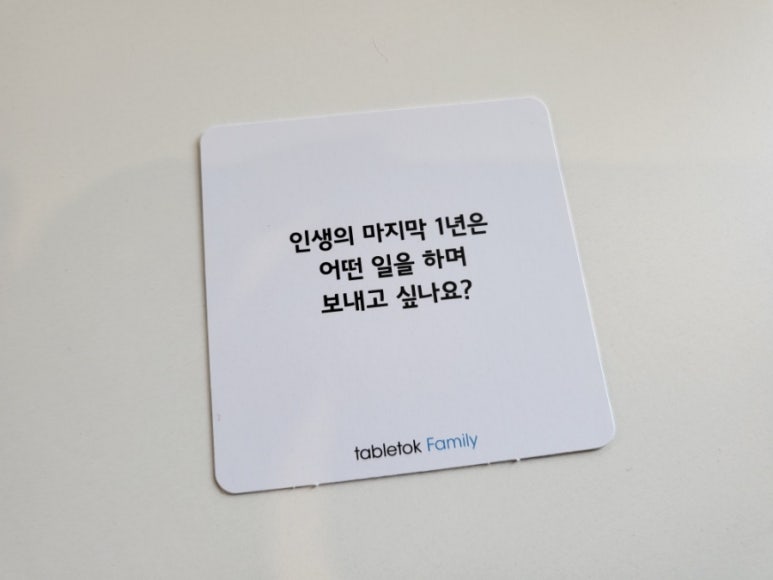 인생의 마지막 1년은
어떤 일을 하며
보내고 싶나요?
tabletok Family